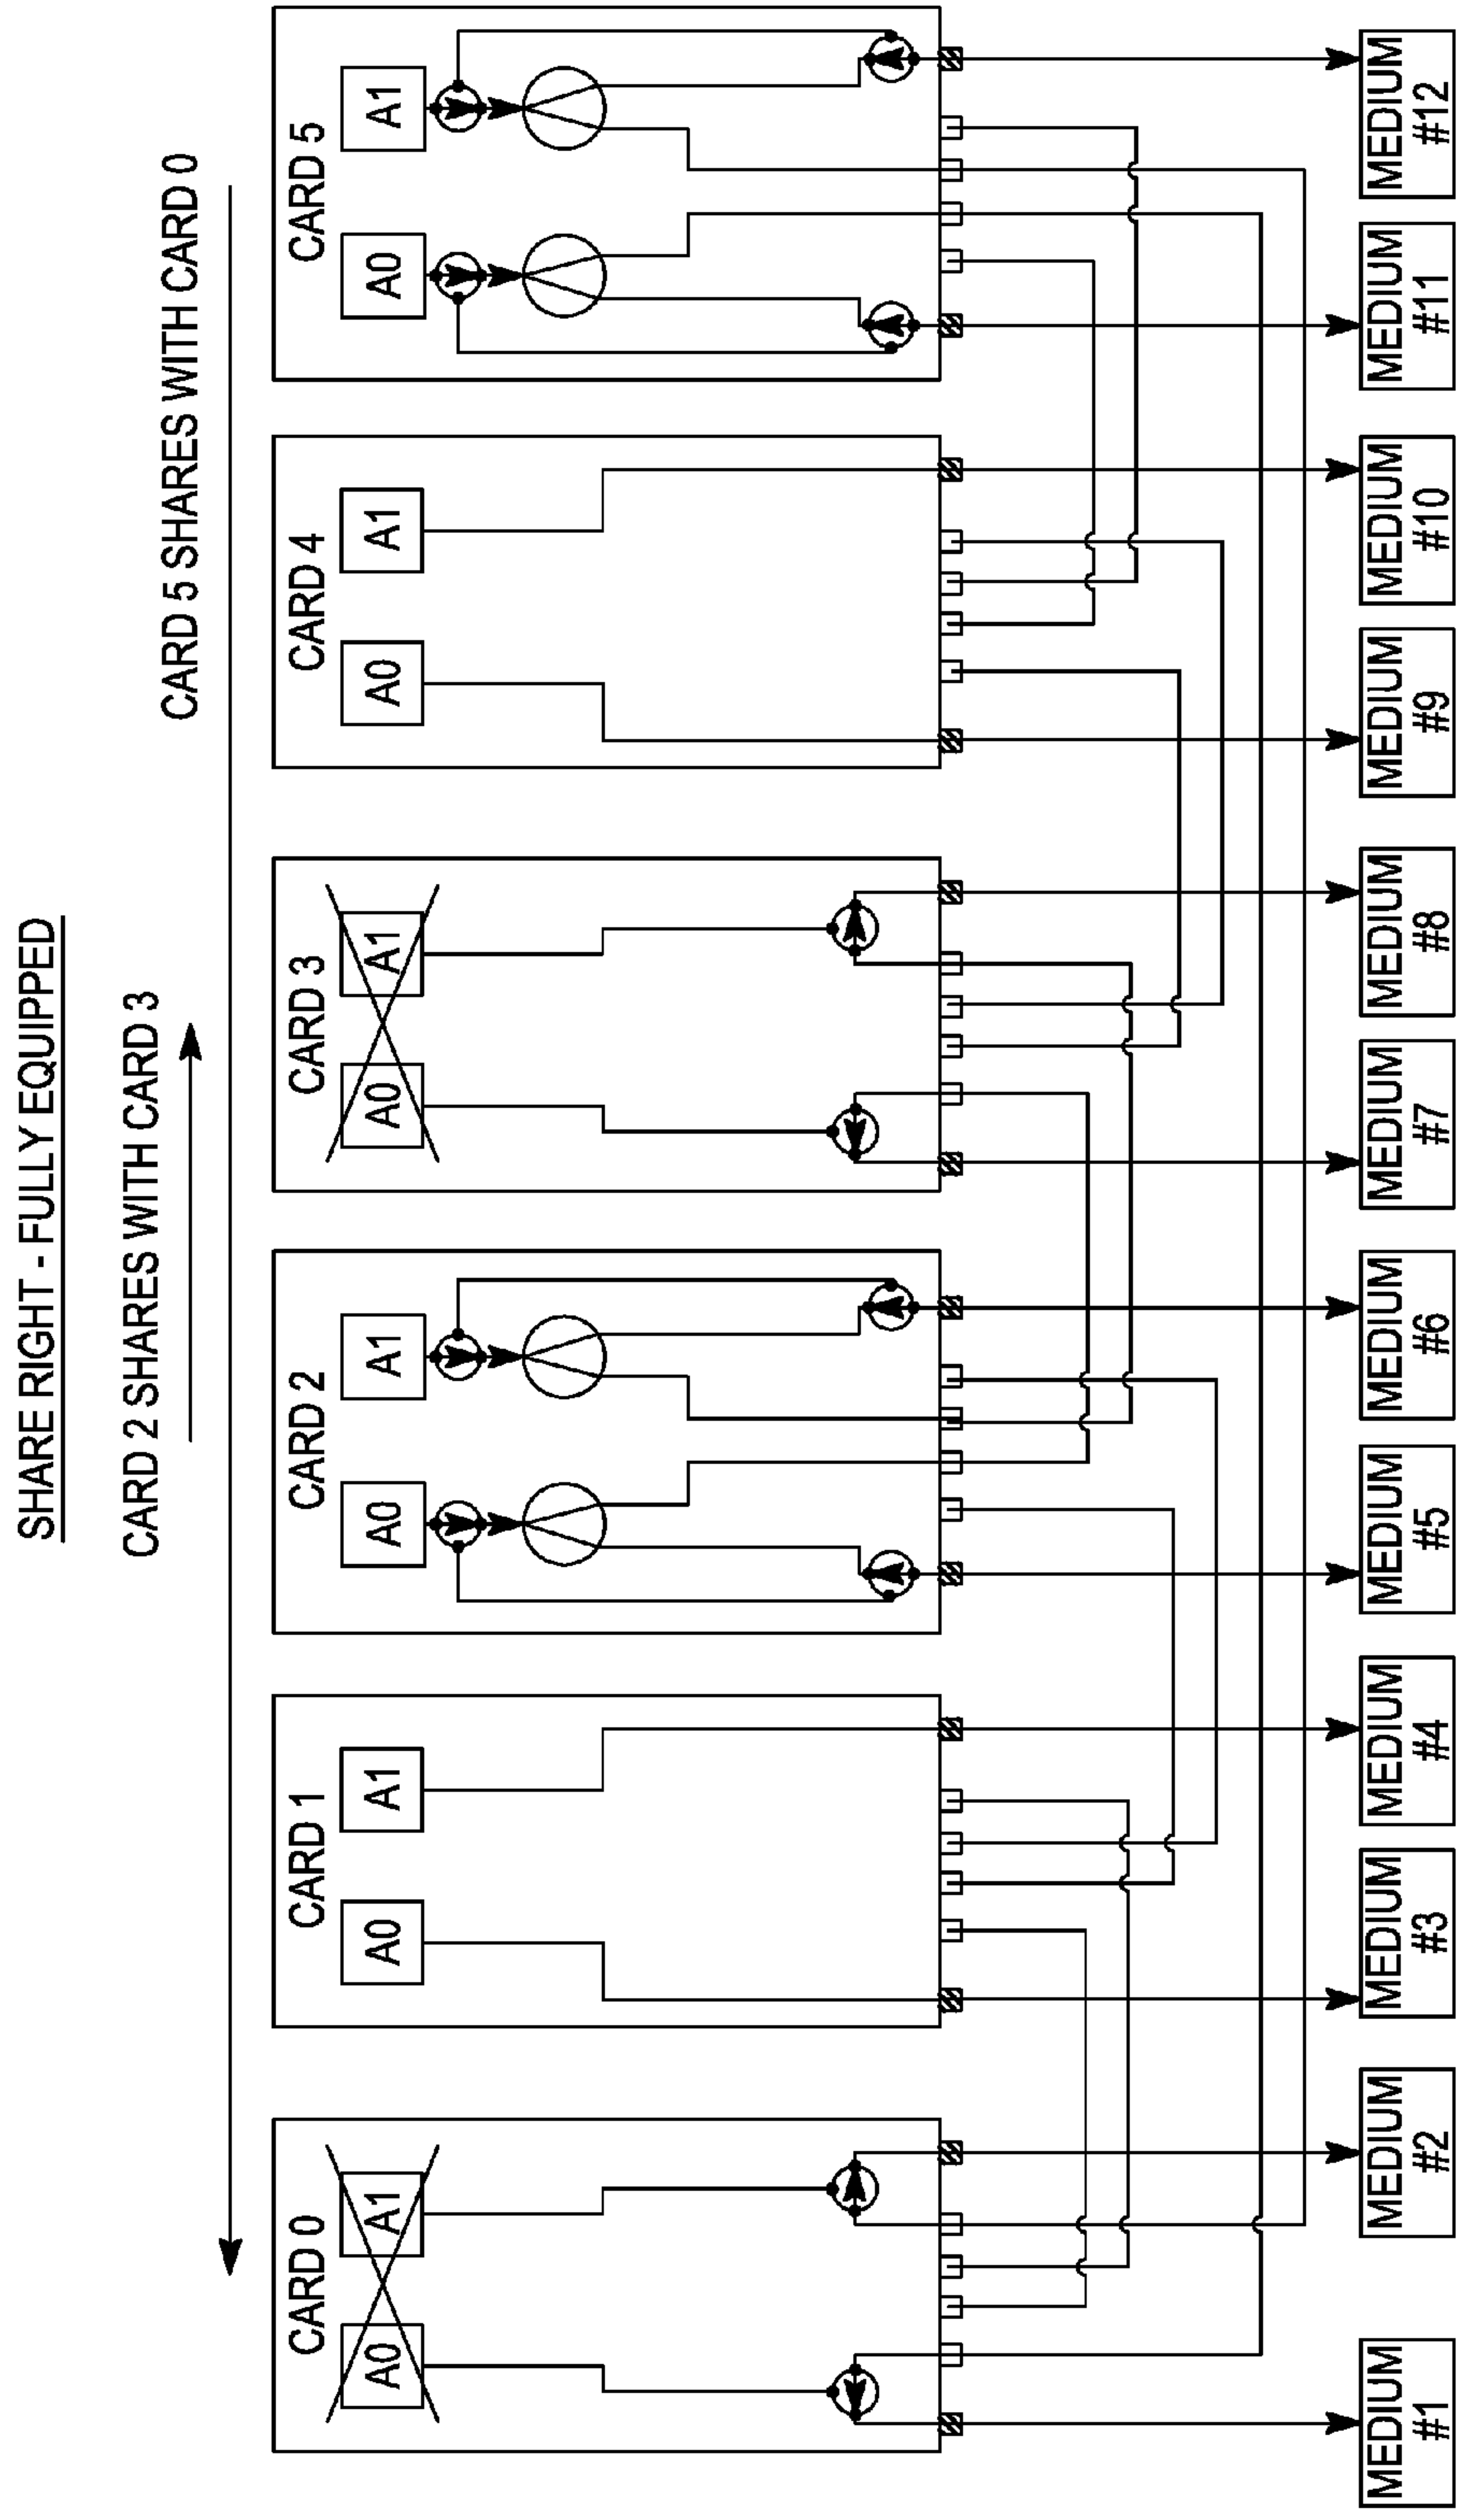 SHARE RIGHT - FULLY EQUIPPED
CARD 2 SHARES WITH CARD 3
CARD 5 SHARES WITH CARD 0
CARD 0
A0
A1
CARD 1
A0
A1
CARD 2
A0
A1
CARD 3
A0
A1
CARD 4
A0
A1
CARD 5
A0
A1
MEDIUM
#1
MEDIUM
#2
MEDIUM
#3
MEDIUM
#4
MEDIUM
#5
MEDIUM
#6
MEDIUM
#7
MEDIUM
#8
MEDIUM
#9
MEDIUM
#10
MEDIUM
#11
MEDIUM
#12